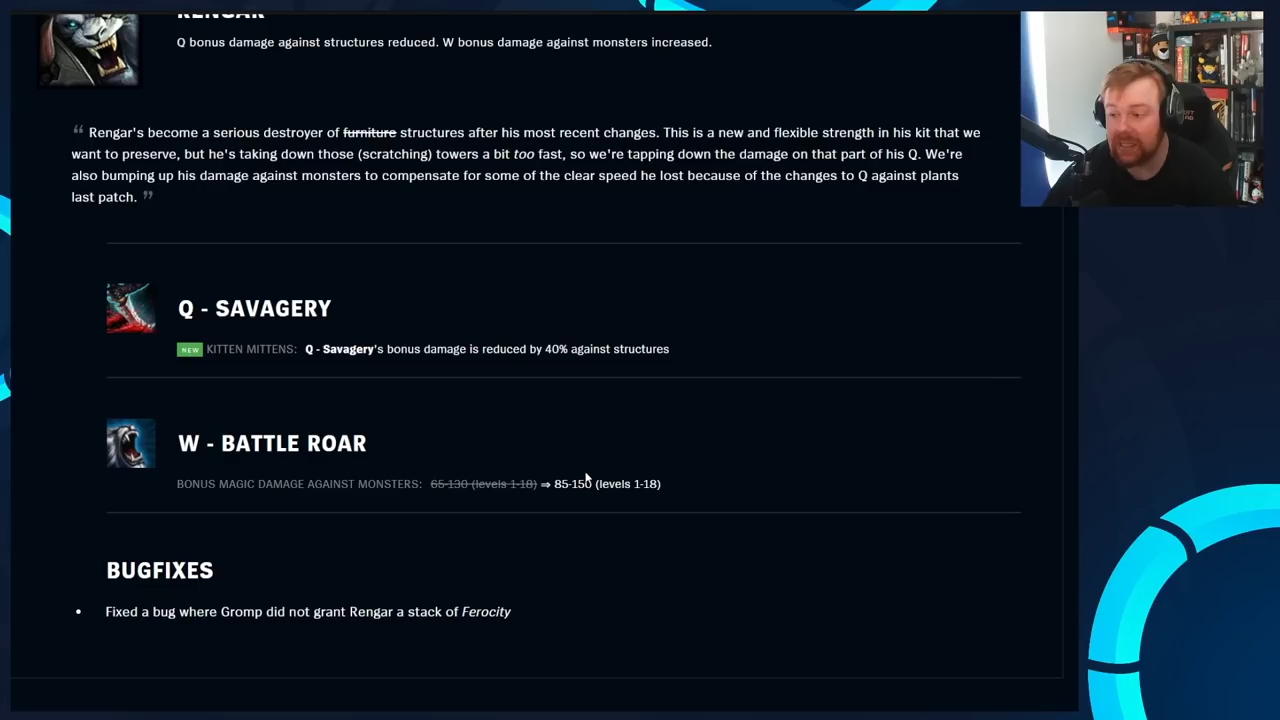 RENGAR
Q bonus damage against structures reduced. W bonus damage against monsters increased.
“ Rengar's become a serious destroyer of furniture structures after his most recent changes. This is a new and flexible strength in his kit that we
want to preserve, but he's taking down those (scratching) towers a bit too fast, so we're tapping down the damage on that part of his Q. We're
also bumping up his damage against monsters to compensate for some of the clear speed he lost because of the changes to Q against plants
last patch. ”
Q - SAVAGERY
NEW KITTEN MITTENS: Q - Savagery's bonus damage is reduced by 40% against structures
W - BATTLE ROAR
BONUS MAGIC DAMAGE AGAINST MONSTERS: 65-130 (levels 1-18) ⇒ 85-150 (levels 1-18)
BUGFIXES
• Fixed a bug where Gromp did not grant Rengar a stack of Ferocity